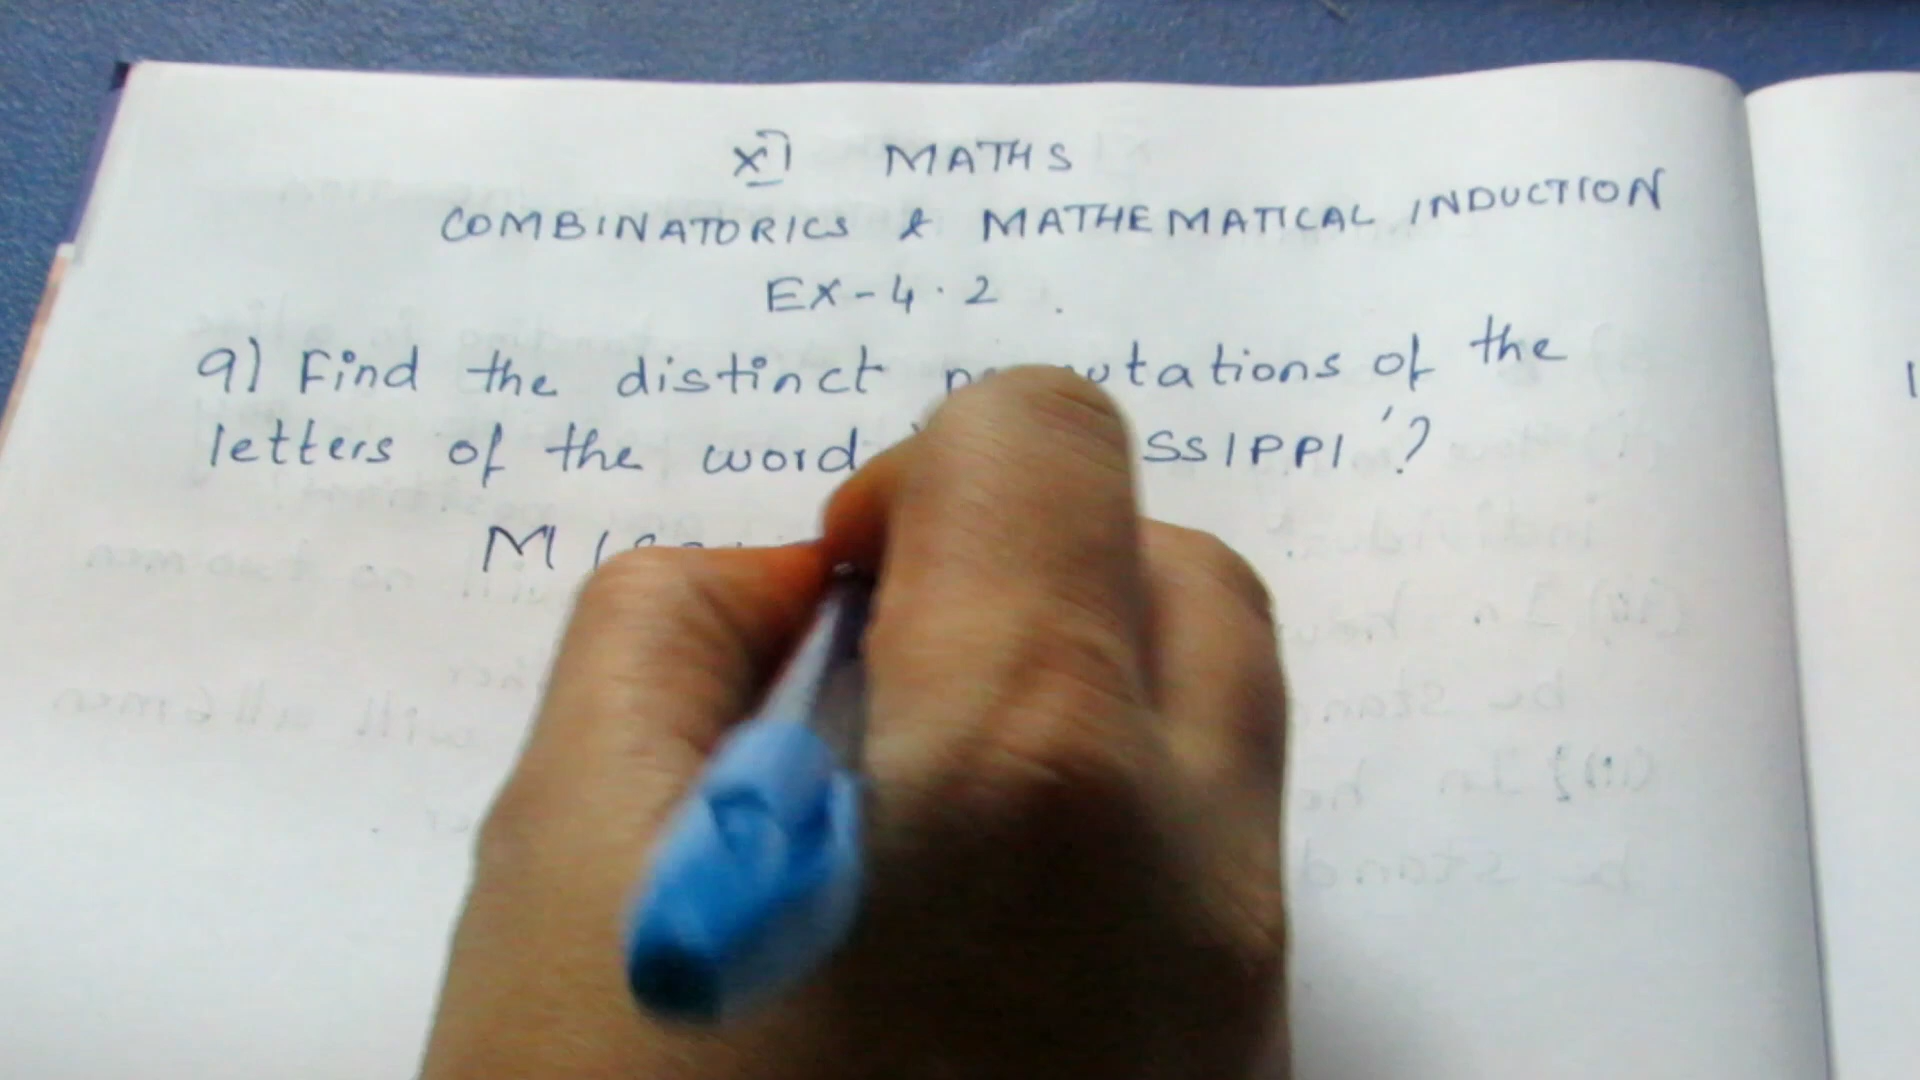 XI MATHS
COMBINATORICS & MATHEMATICAL INDUCTION
EX-4.2
9) Find the distinct of the
letters of the word SSIPPI'?
M